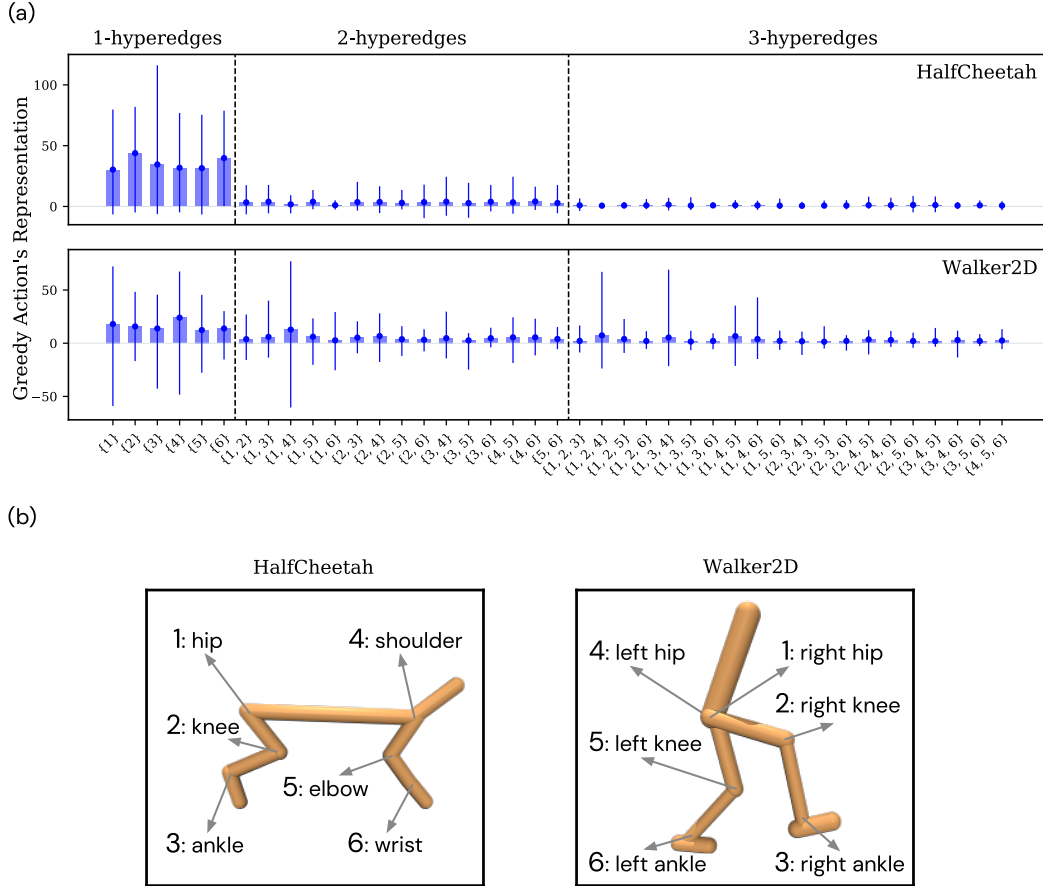 (a)
1-hyperedges 2-hyperedges 3-hyperedges
HalfCheetah
100
50
0
Greedy Action's Representation
Walker2D
50
0
−50
{1} {2} {3} {4} {5} {6} {1, 2} {1, 3} {1, 4} {1, 5} {1, 6} {2, 3} {2, 4} {2, 5} {2, 6} {3, 4} {3, 5} {3, 6} {4, 5} {4, 6} {5, 6} {1, 2, 3} {1, 2, 4} {1, 2, 5} {1, 2, 6} {1, 3, 4} {1, 3, 5} {1, 3, 6} {1, 4, 5} {1, 4, 6} {1, 5, 6} {2, 3, 4} {2, 3, 5} {2, 3, 6} {2, 4, 5} {2, 4, 6} {2, 5, 6} {3, 4, 5} {3, 4, 6} {3, 5, 6} {4, 5, 6}
(b)
HalfCheetah
1: hip
4: shoulder
2: knee
5: elbow
3: ankle
6: wrist
Walker2D
4: left hip
1: right hip
2: right knee
5: left knee
6: left ankle
3: right ankle